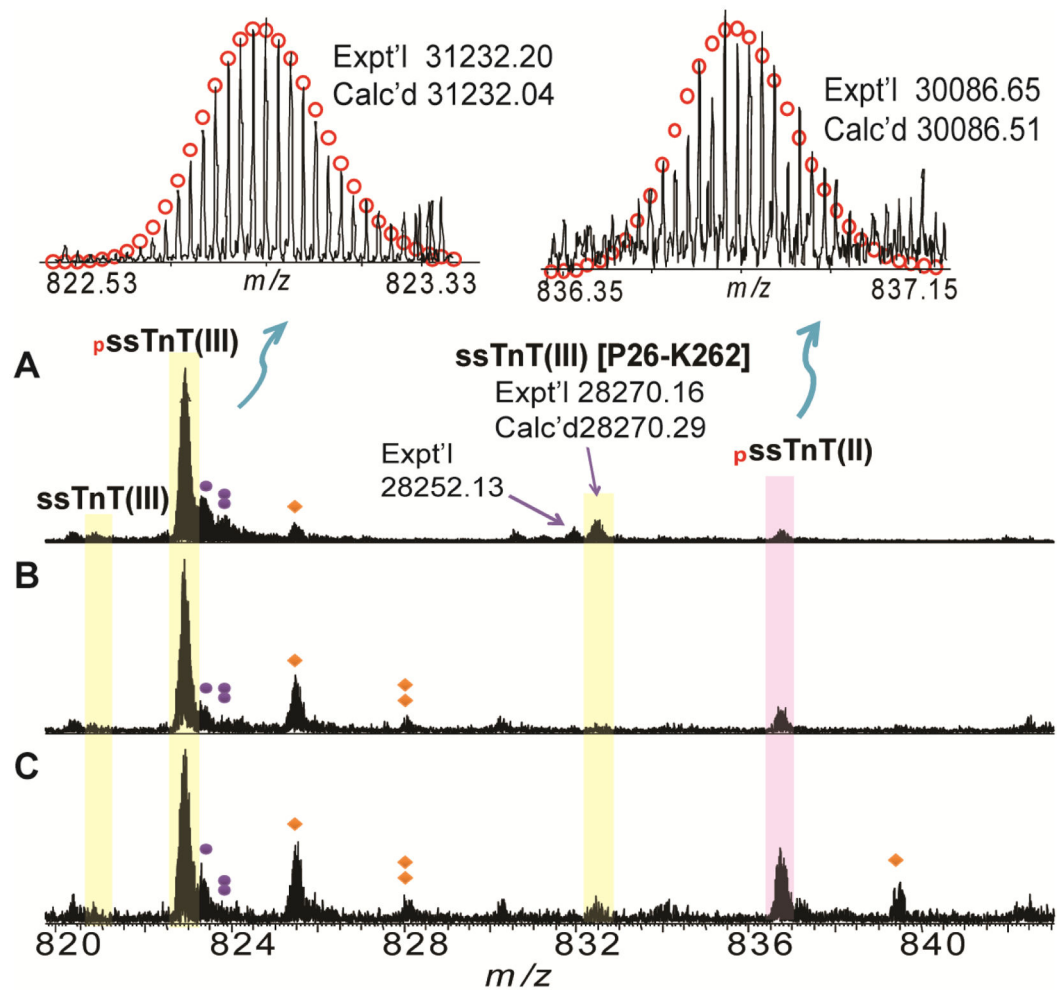 Expt'l 31232.20
Calc'd 31232.04
Expt'l 30086.65
Calc'd 30086.51
822.53 m/z 823.33
836.35 m/z 837.15
A
pssTnT(III)
ssTnT(III) [P26-K262]
Expt'l 28270.16
Calc'd28270.29
pssTnT(II)
Expt'l
28252.13
ssTnT(III)
B
C
820 824 828 832 836 840
m/z